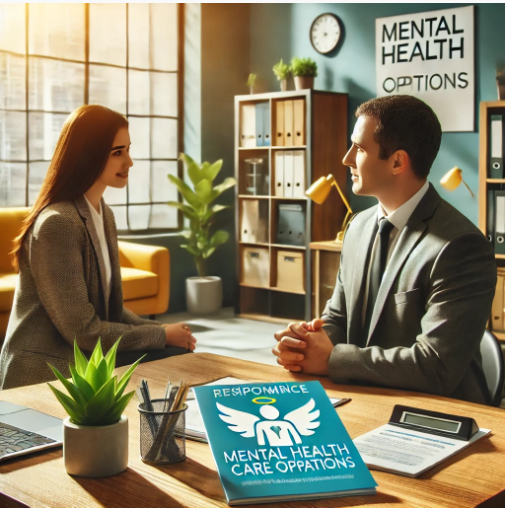 MENTAL
HEALTH
OPTIONS
RESPOMINCE
MENTAL HEALTH
CARE OPPATIONS